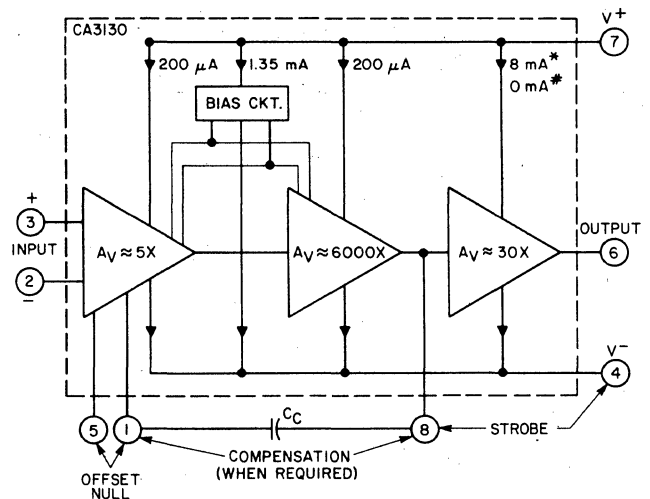 CA3130
V+
7
200 μA
1.35 mA
200 μA
8 mA*
0 mA#
BIAS CKT.
+
3
INPUT
2
−
AV ≈ 5X
AV ≈ 6000X
AV ≈ 30X
OUTPUT
6
V−
4
CC
5
1
8
STROBE
OFFSET
NULL
COMPENSATION
(WHEN REQUIRED)